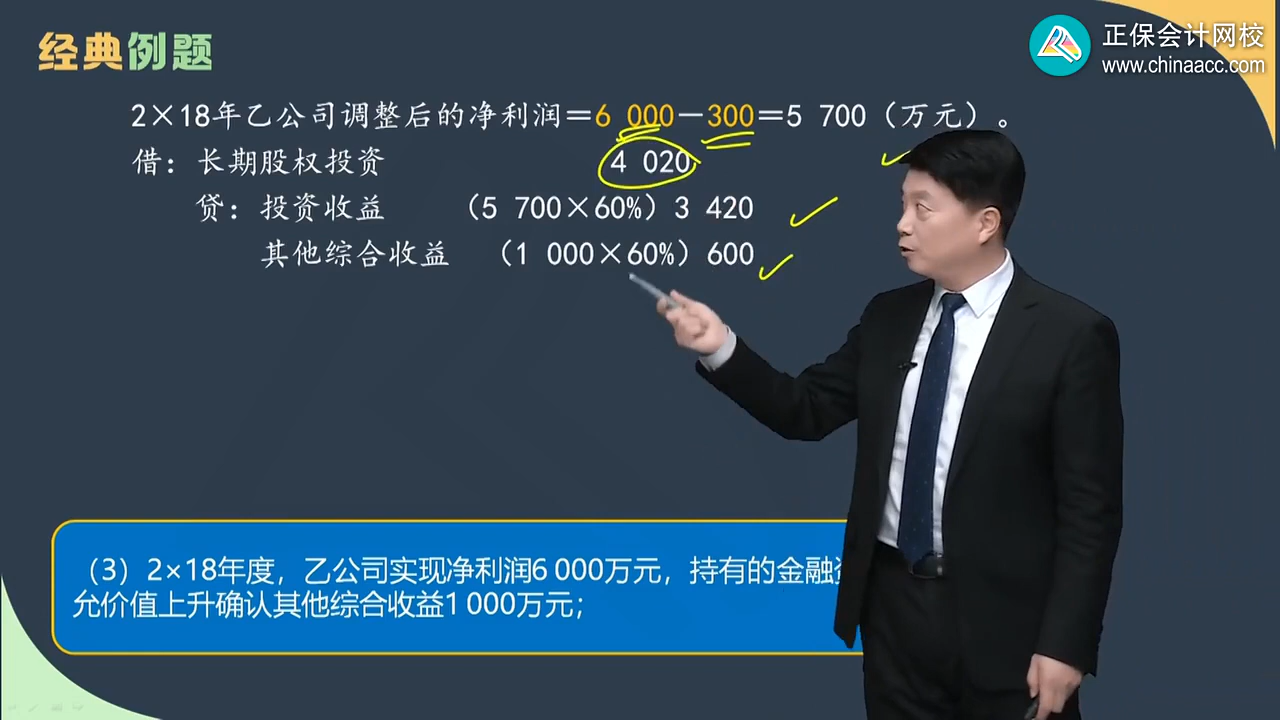 经典例题
正保会计网校
www.chinaacc.com
2×18年乙公司调整后的净利润＝6 000－300＝5 700（万元）。
借：长期股权投资 4 020
贷：投资收益 （5 700×60%）3 420
其他综合收益 （1 000×60%）600
（3）2×18年度，乙公司实现净利润6 000万元，持有的金融
允价值上升确认其他综合收益1 000万元；